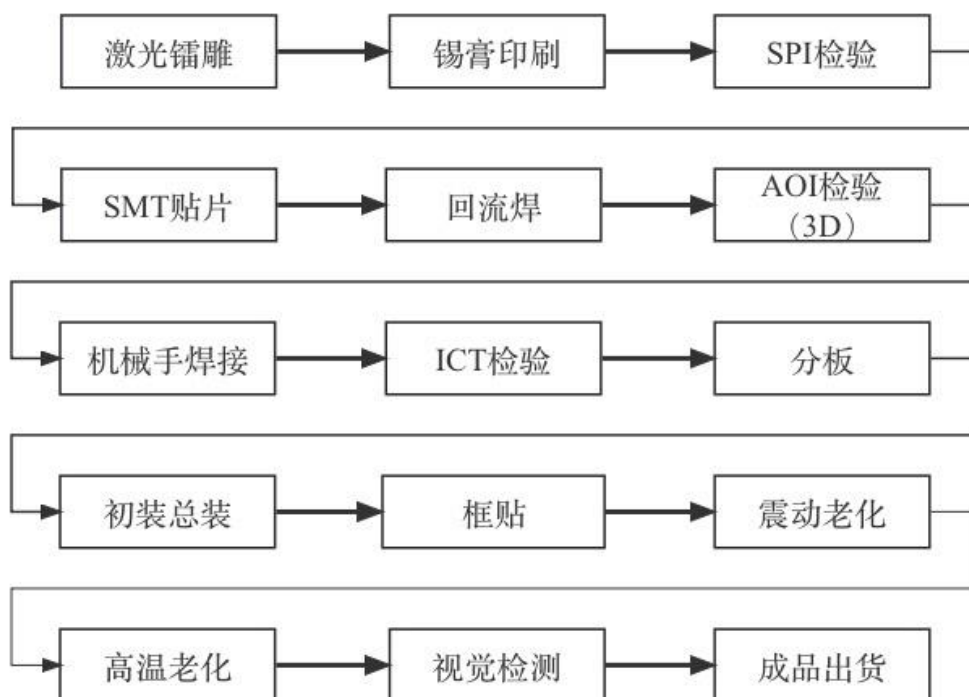 激光镭雕
锡膏印刷
SPI检验
SMT贴片
回流焊
AOI检验
（3D）
机械手焊接
ICT检验
分板
初装总装
框贴
震动老化
高温老化
视觉检测
成品出货